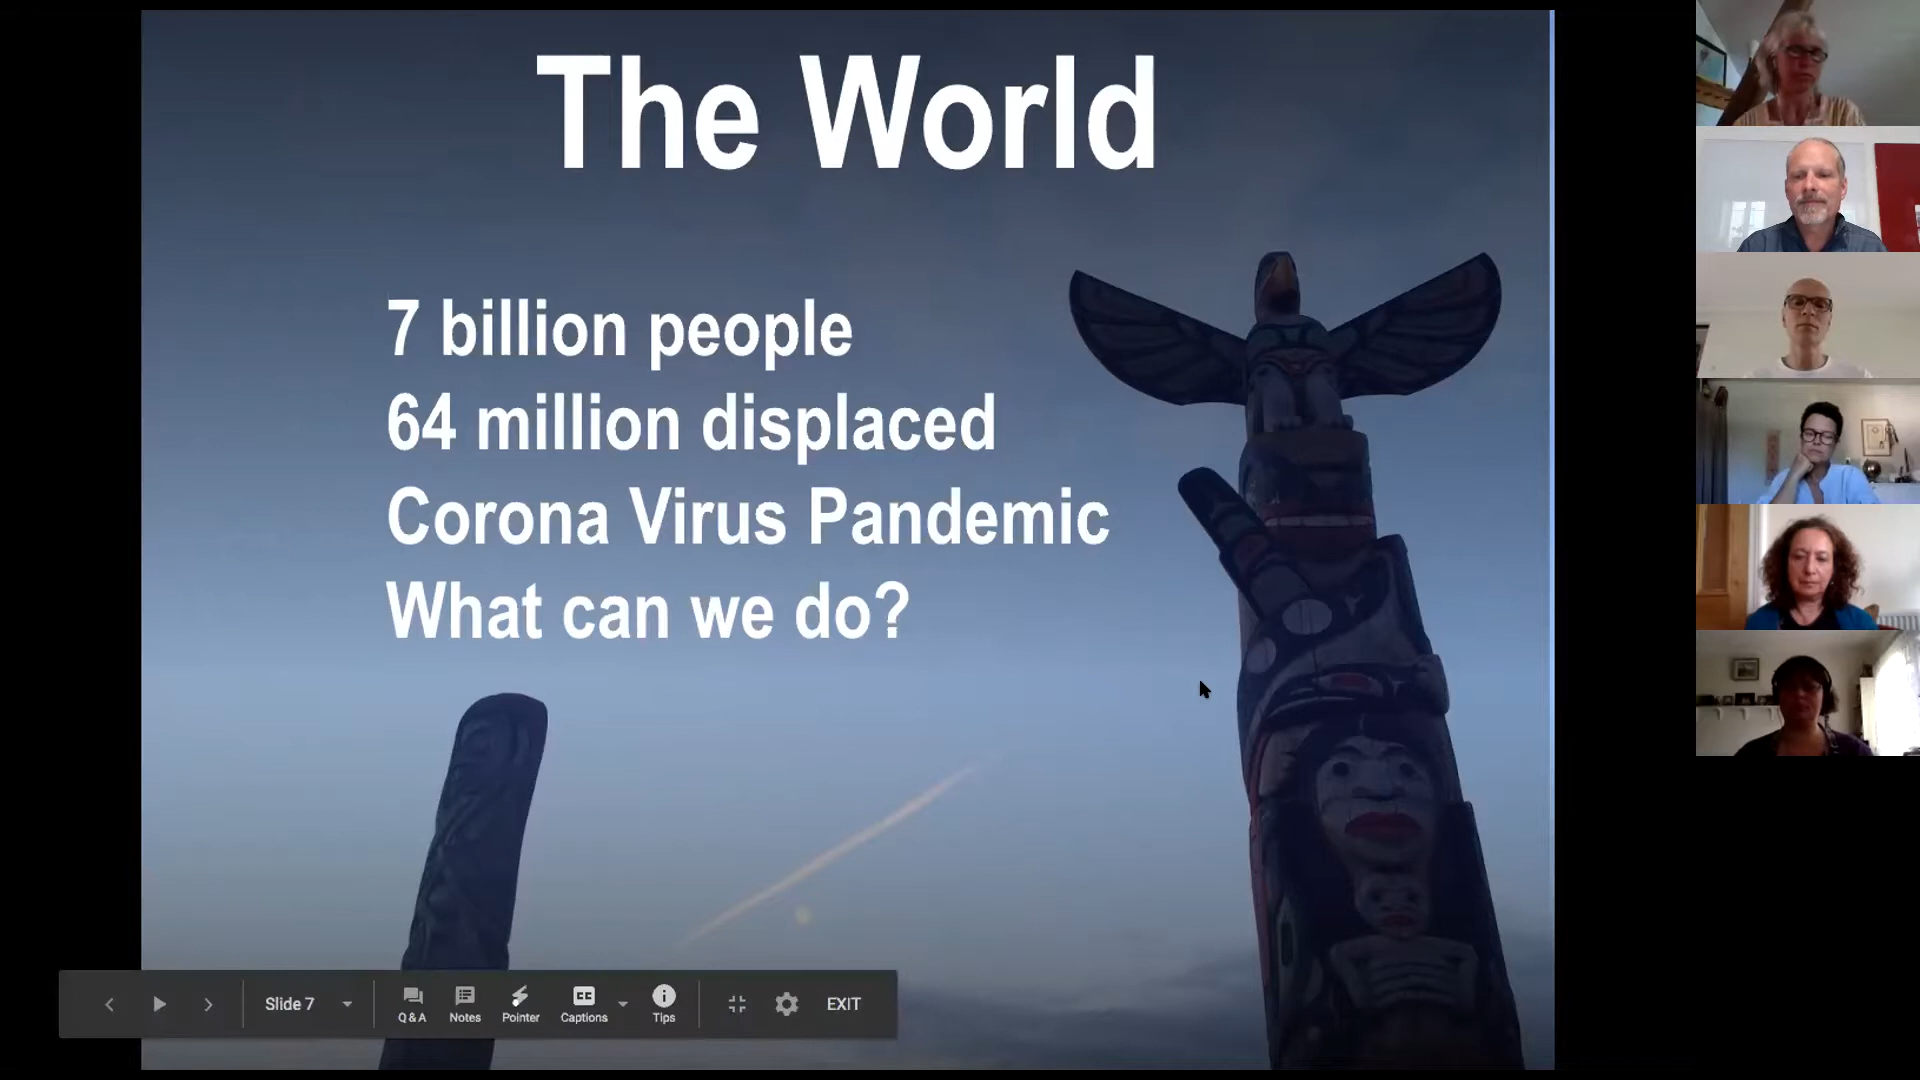 The World
7 billion people
64 million displaced
Corona Virus Pandemic
What can we do?
Slide 7
Q & A
Notes
Pointer
CC
Captions
Tips
EXIT